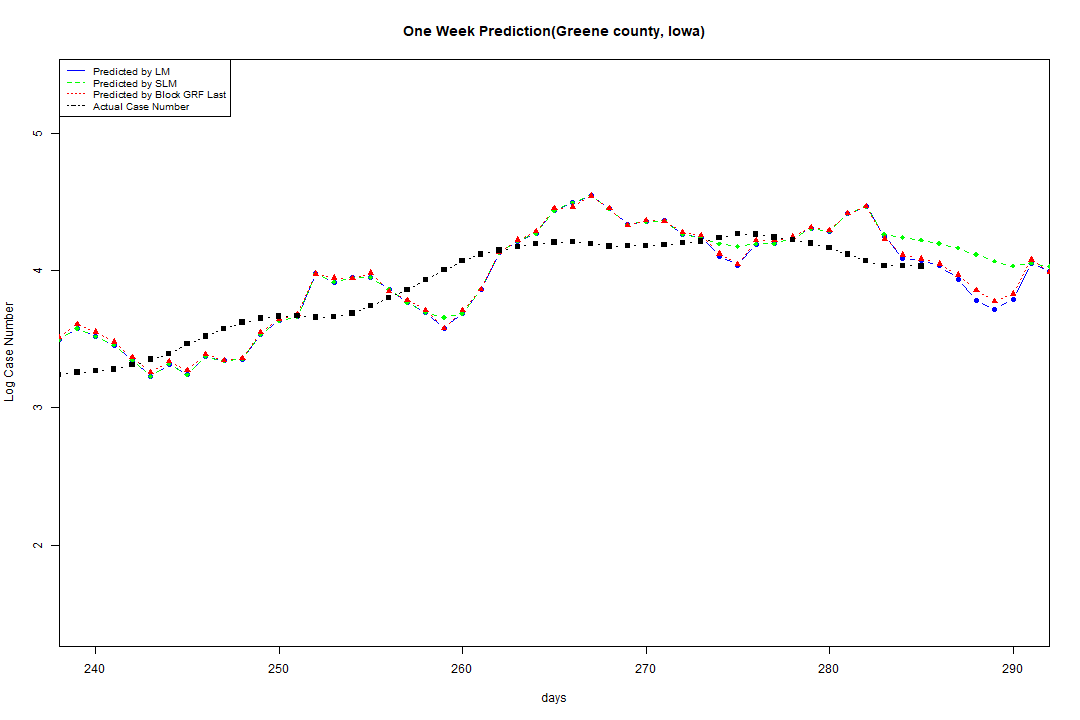 One Week Prediction(Greene county, Iowa)
Predicted by LM
Predicted by SLM
Predicted by Block GRF Last
Actual Case Number
5
4
3
2
Log Case Number
240 250 260 270 280 290
days